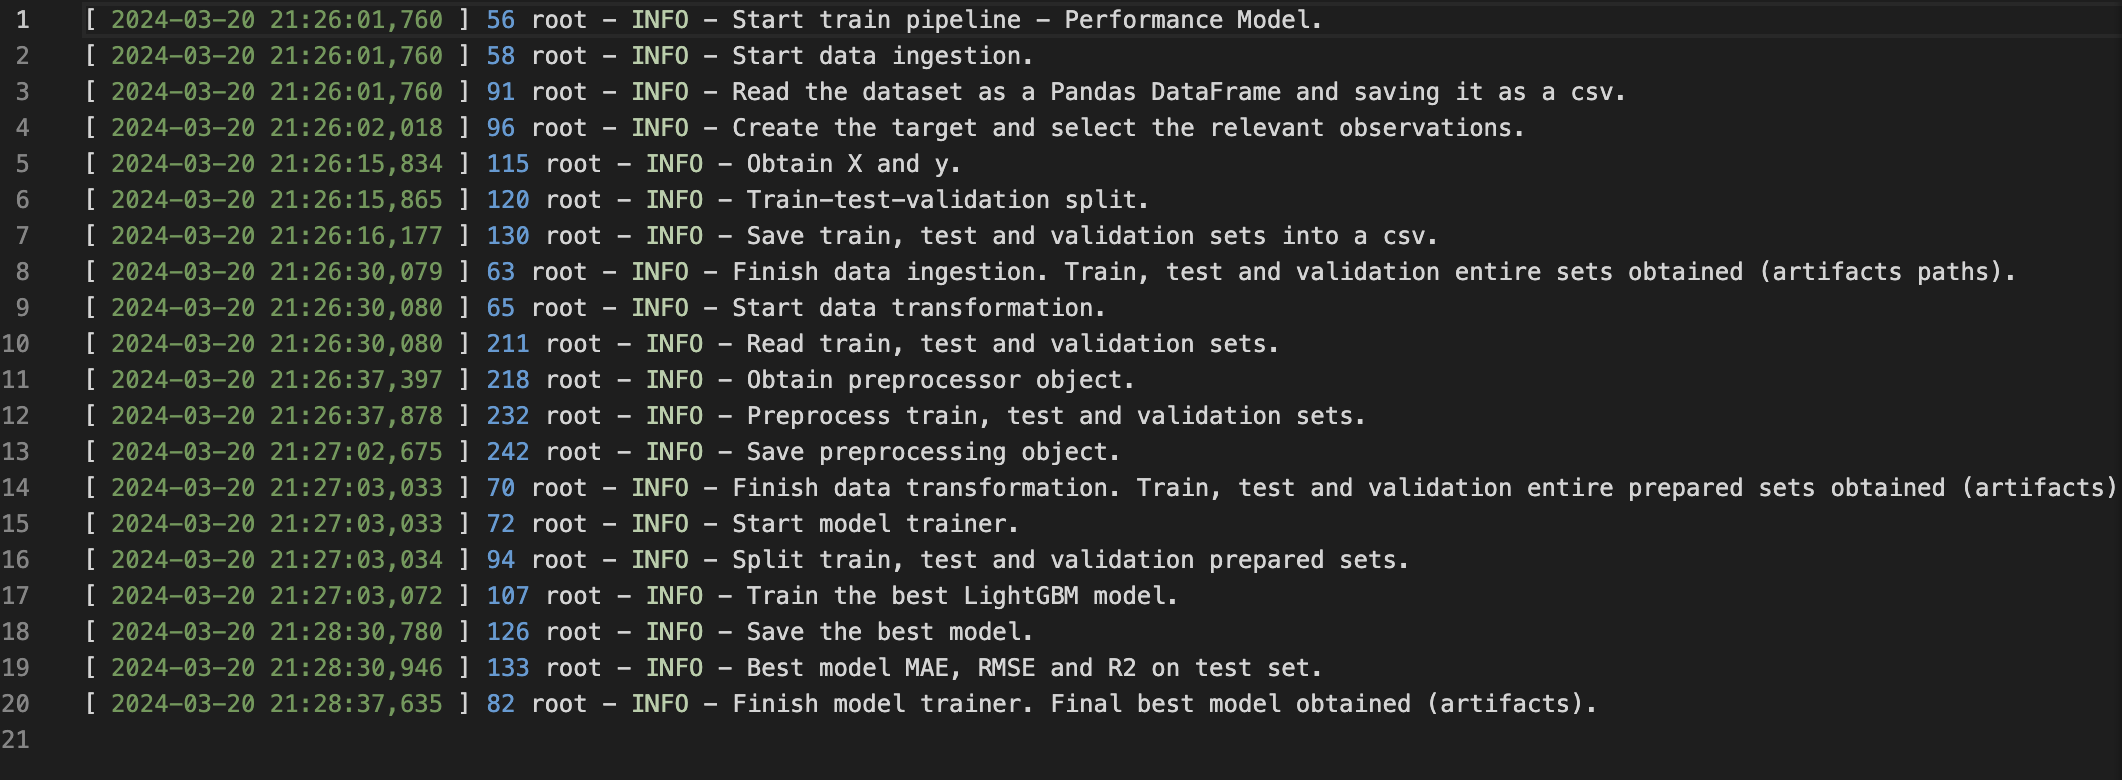 1 [ 2024-03-20 21:26:01,760 ] 56 root - INFO - Start train pipeline - Performance Model.
2 [ 2024-03-20 21:26:01,760 ] 58 root - INFO - Start data ingestion.
3 [ 2024-03-20 21:26:01,760 ] 91 root - INFO - Read the dataset as a Pandas DataFrame and saving it as a csv.
4 [ 2024-03-20 21:26:02,018 ] 96 root - INFO - Create the target and select the relevant observations.
5 [ 2024-03-20 21:26:15,834 ] 115 root - INFO - Obtain X and y.
6 [ 2024-03-20 21:26:15,865 ] 120 root - INFO - Train-test-validation split.
7 [ 2024-03-20 21:26:16,177 ] 130 root - INFO - Save train, test and validation sets into a csv.
8 [ 2024-03-20 21:26:30,079 ] 63 root - INFO - Finish data ingestion. Train, test and validation entire sets obtained (artifacts paths).
9 [ 2024-03-20 21:26:30,080 ] 65 root - INFO - Start data transformation.
10 [ 2024-03-20 21:26:30,080 ] 211 root - INFO - Read train, test and validation sets.
11 [ 2024-03-20 21:26:37,397 ] 218 root - INFO - Obtain preprocessor object.
12 [ 2024-03-20 21:26:37,878 ] 232 root - INFO - Preprocess train, test and validation sets.
13 [ 2024-03-20 21:27:02,675 ] 242 root - INFO - Save preprocessing object.
14 [ 2024-03-20 21:27:03,033 ] 70 root - INFO - Finish data transformation. Train, test and validation entire prepared sets obtained (artifacts)
15 [ 2024-03-20 21:27:03,033 ] 72 root - INFO - Start model trainer.
16 [ 2024-03-20 21:27:03,034 ] 94 root - INFO - Split train, test and validation prepared sets.
17 [ 2024-03-20 21:27:03,072 ] 107 root - INFO - Train the best LightGBM model.
18 [ 2024-03-20 21:28:30,780 ] 126 root - INFO - Save the best model.
19 [ 2024-03-20 21:28:30,946 ] 133 root - INFO - Best model MAE, RMSE and R2 on test set.
20 [ 2024-03-20 21:28:37,635 ] 82 root - INFO - Finish model trainer. Final best model obtained (artifacts).
21